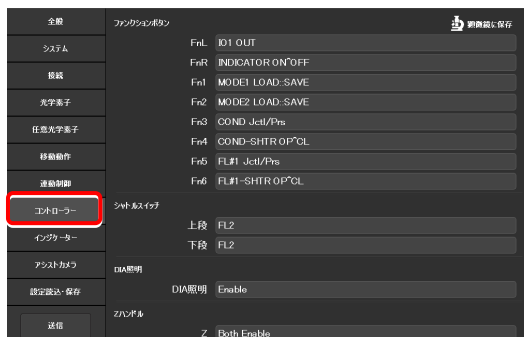 全般
システム
接続
光学素子
任意光学素子
移動動作
連動制御
コントローラー
インジケーター
アシストカメラ
設定読込・保存
送信
ファンクションボタン
顕微鏡に保存
FnL IO1 OUT
FnR INDICATOR ON^OFF
Fn1 MODE1 LOAD::SAVE
Fn2 MODE2 LOAD::SAVE
Fn3 COND Jctl/Prs
Fn4 COND-SHTR OP^CL
Fn5 FL#1 Jctl/Prs
Fn6 FL#1-SHTR OP^CL
シャトルスイッチ
上段 FL2
下段 FL2
DIA照明
DIA照明 Enable
Zハンドル
Z Both Enable